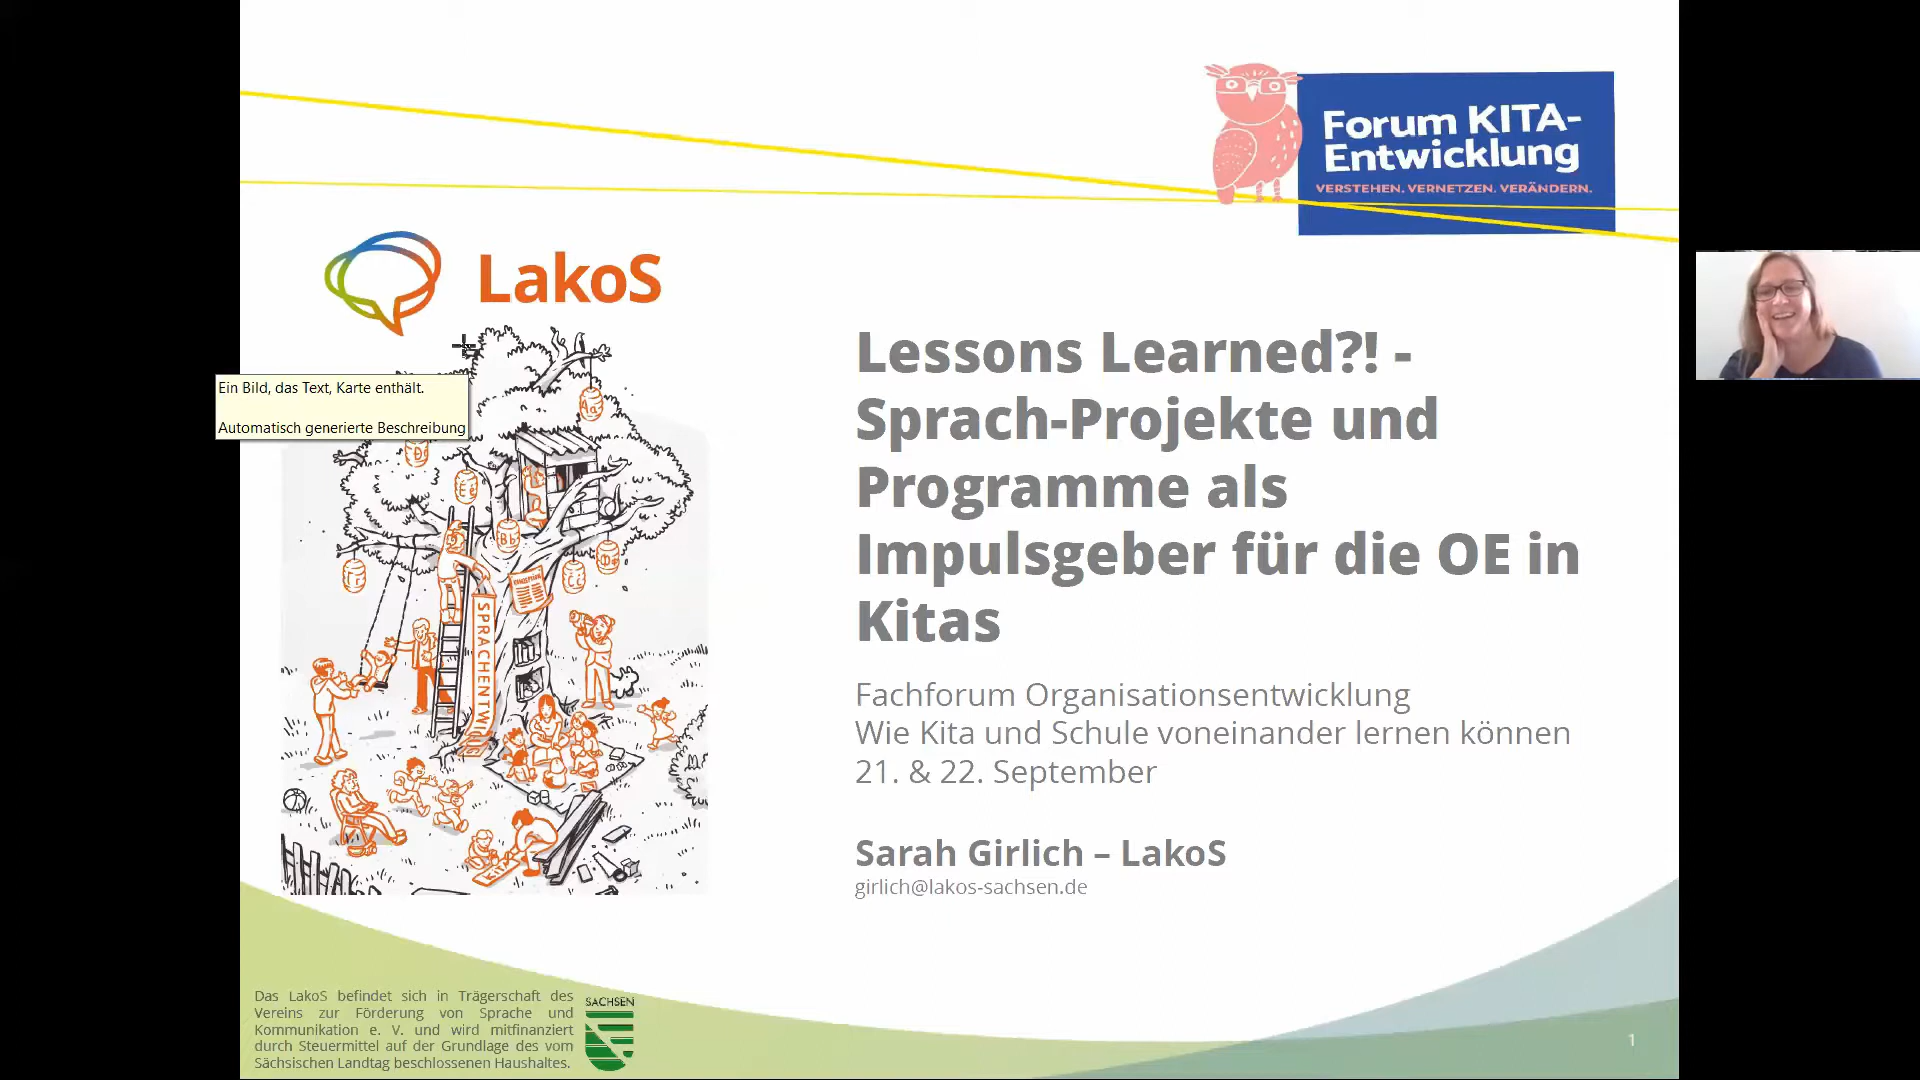 Forum KITA-
Entwicklung
VERSTEHEN. VERNETZEN. VERÄNDERN.
LakoS
Ein Bild, das Text, Karte enthält.
Automatisch generierte Beschreibung
Aa
Bb
SPRACHENTWI
Lessons Learned?! -
Sprach-Projekte und
Programme als
Impulsgeber für die OE in
Kitas
Fachforum Organisationsentwicklung
Wie Kita und Schule voneinander lernen können
21. & 22. September
Sarah Girlich – LakoS
girlich@lakos-sachsen.de
Das LakoS befindet sich in Trägerschaft des
Vereins zur Förderung von Sprache und
Kommunikation e. V. und wird mitfinanziert
durch Steuermittel auf der Grundlage des vom
Sächsischen Landtag beschlossenen Haushaltes.
SACHSEN
1